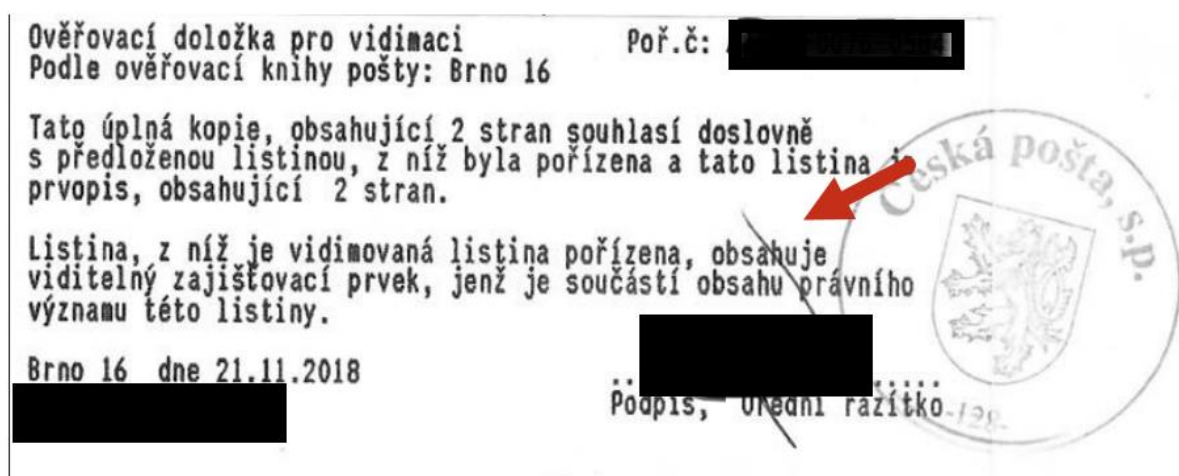 Ověřovací doložka pro vidimaci Poř.č:
Podle ověřovací knihy pošty: Brno 16
Tato úplná kopie, obsahující 2 stran souhlasí doslovně
s předloženou listinou, z níž byla pořízena a tato listina je
prvopis, obsahující 2 stran.
Listina, z níž je vidimovaná listina pořízena, obsahuje
viditelný zajišťovací prvek, jenž je součástí obsahu právního
významu této listiny.
Brno 16 dne 21.11.2018
Podpis, Úřední razítko
Česká pošta, s.p.
-128-